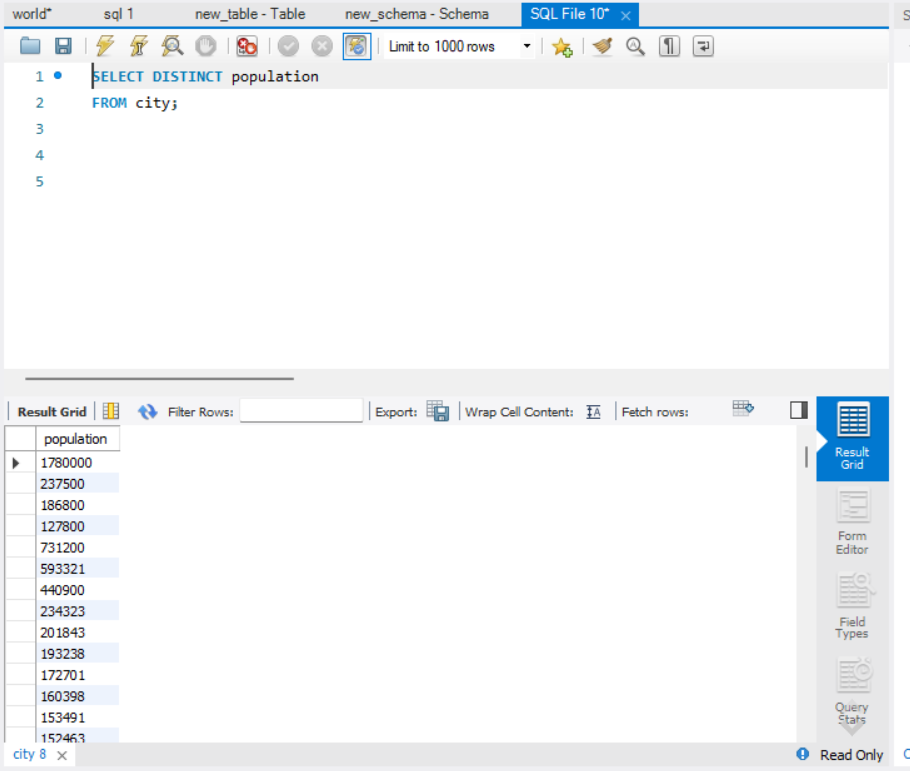 world* sql 1 new_table - Table new_schema - Schema SQL File 10*
Limit to 1000 rows
1 SELECT DISTINCT population
2 FROM city;
3
4
5
Result Grid Filter Rows: Export: Wrap Cell Content: Fetch rows:
population
1780000
237500
186800
127800
731200
593321
440900
234323
201843
193238
172701
160398
153491
152463
Result
Grid
Form
Editor
Field
Types
Query
Stats
city 8
Read Only